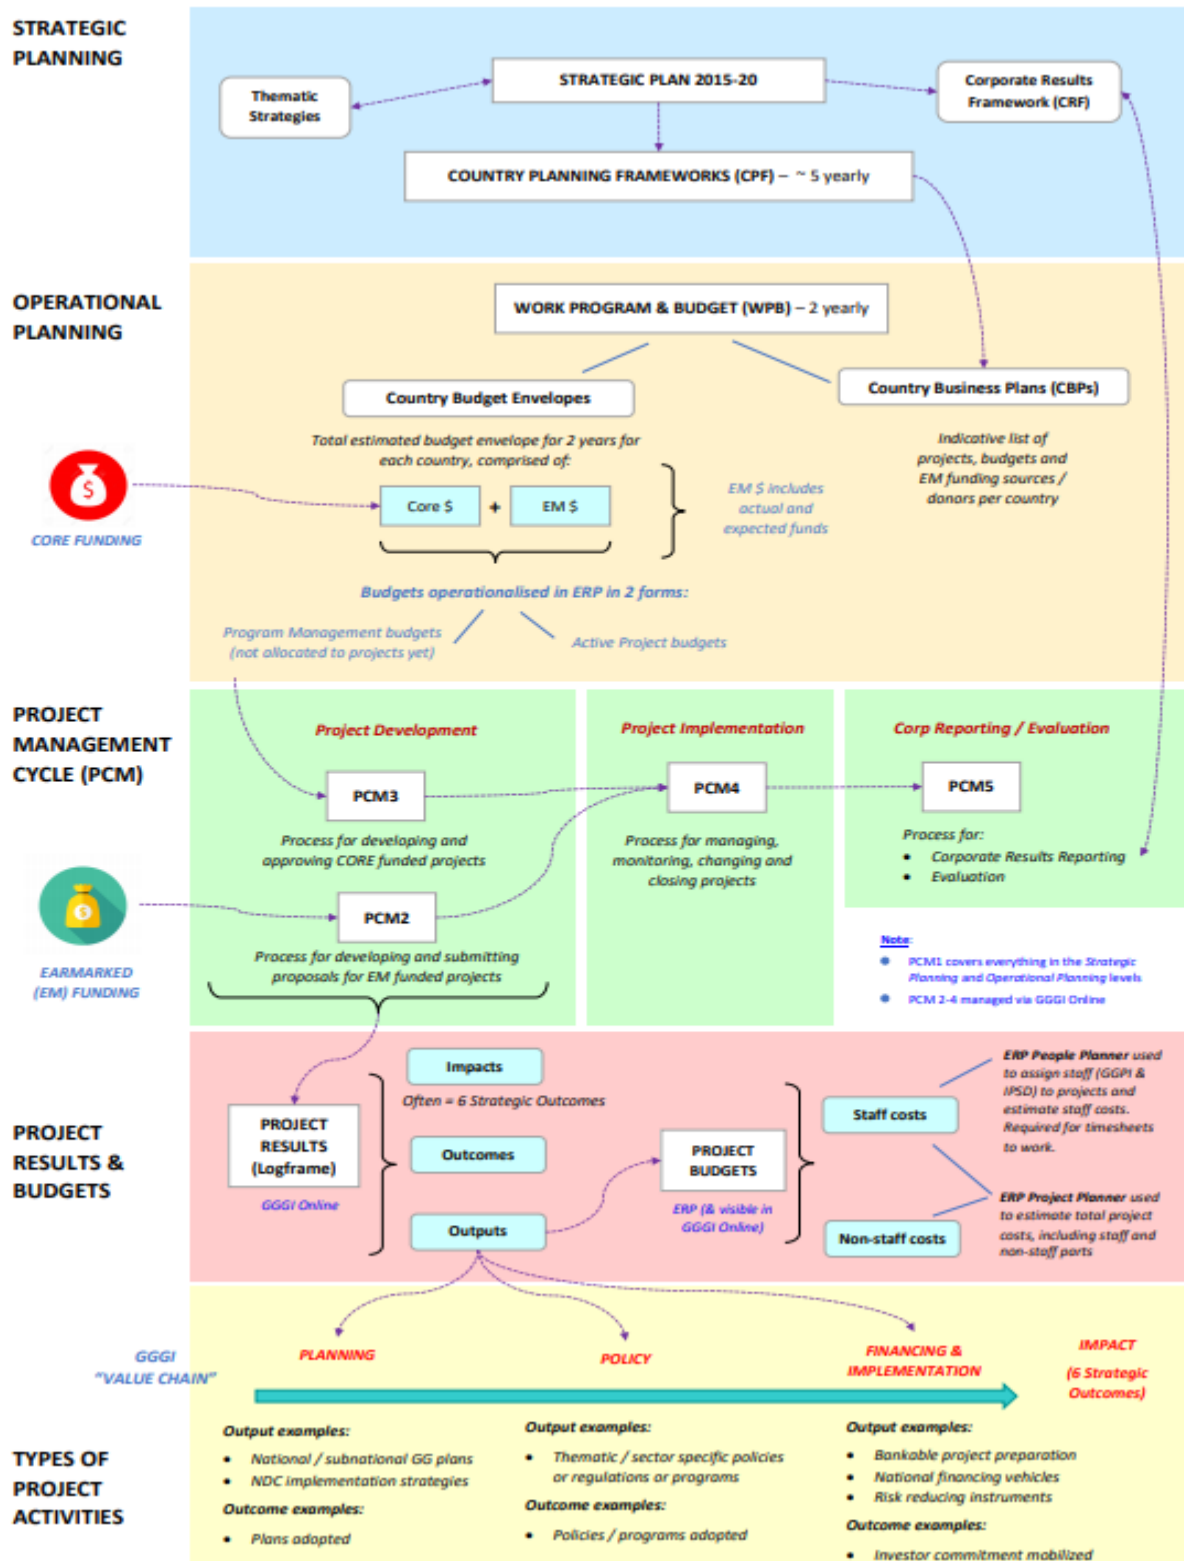 STRATEGIC
PLANNING
STRATEGIC PLAN 2015-20
Thematic
Strategies
Corporate Results
Framework (CRF)
COUNTRY PLANNING FRAMEWORKS (CPF) – ~ 5 yearly
OPERATIONAL
PLANNING
WORK PROGRAM & BUDGET (WPB) – 2 yearly
Country Budget Envelopes
Country Business Plans (CBPs)
Total estimated budget envelope for 2 years for
each country, comprised of:
Indicative list of
projects, budgets and
EM funding sources /
donors per country
$
CORE FUNDING
Core $
+
EM $
EM $ includes
actual and
expected funds
Budgets operationalised in ERP in 2 forms:
Program Management budgets
(not allocated to projects yet)
Active Project budgets
PROJECT
MANAGEMENT
CYCLE (PCM)
Project Development
Project Implementation
Corp Reporting / Evaluation
PCM3
PCM4
PCM5
Process for developing and
approving CORE funded projects
Process for managing,
monitoring, changing and
closing projects
Process for:
• Corporate Results Reporting
• Evaluation
$
EARMARKED
(EM) FUNDING
PCM2
Process for developing and submitting
proposals for EM funded projects
Note:
• PCM1 covers everything in the Strategic
Planning and Operational Planning levels
• PCM 2-4 managed via GGGI Online
PROJECT
RESULTS &
BUDGETS
PROJECT
RESULTS
(Logframe)
GGGI Online
Impacts
Often = 6 Strategic Outcomes
Outcomes
Outputs
PROJECT
BUDGETS
ERP (& visible in
GGGI Online)
Staff costs
Non-staff costs
ERP People Planner used
to assign staff (GGPI &
IPSD) to projects and
estimate staff costs.
Required for timesheets
to work.
ERP Project Planner used
to estimate total project
costs, including staff and
non-staff parts
GGGI
"VALUE CHAIN"
PLANNING
POLICY
FINANCING &
IMPLEMENTATION
IMPACT
(6 Strategic
Outcomes)
TYPES OF
PROJECT
ACTIVITIES
Output examples:
• National / subnational GG plans
• NDC implementation strategies
Outcome examples:
• Plans adopted
Output examples:
• Thematic / sector specific policies
or regulations or programs
Outcome examples:
• Policies / programs adopted
Output examples:
• Bankable project preparation
• National financing vehicles
• Risk reducing instruments
Outcome examples:
• Investor commitment mobilized